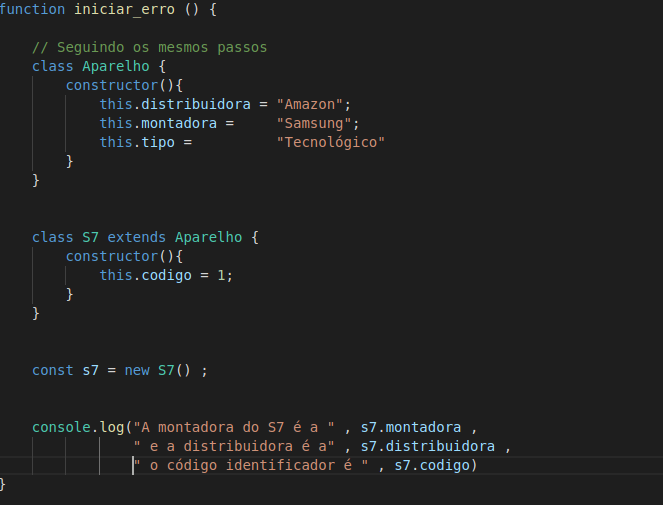 function iniciar_erro () {
// Seguindo os mesmos passos
class Aparelho {
constructor(){
this.distribuidora = "Amazon";
this.montadora =     "Samsung";
this.tipo =          "Tecnológico"
}
}
class S7 extends Aparelho {
constructor(){
this.codigo = 1;
}
}
const s7 = new S7() ;
console.log("A montadora do S7 é a " , s7.montadora ,
" e a distribuidora é a" , s7.distribuidora ,
" o código identificador é " , s7.codigo)
}